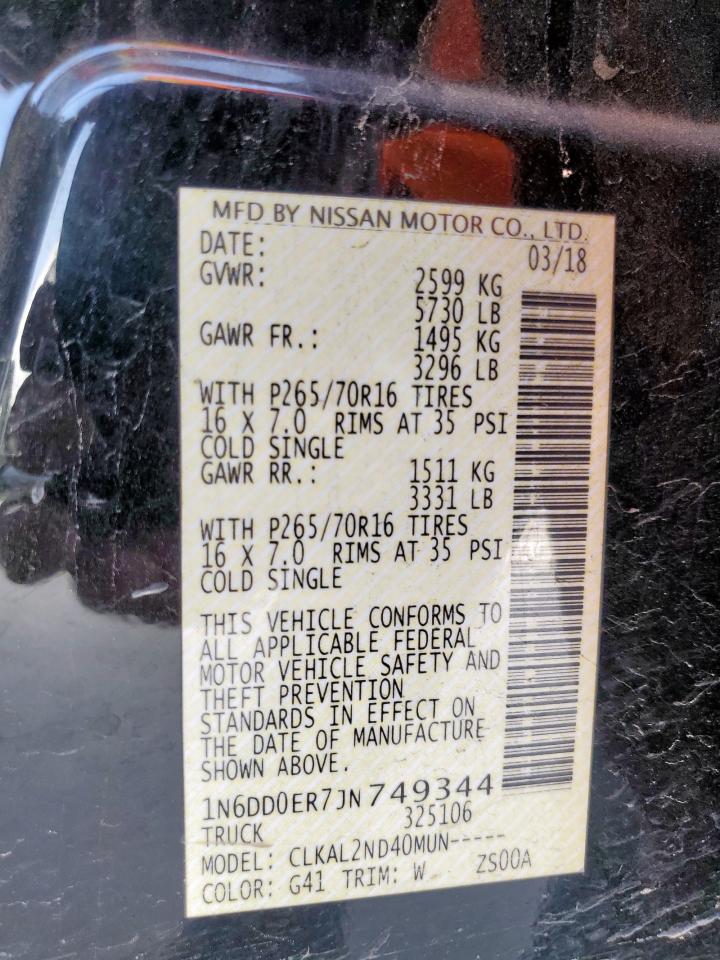 MFD BY NISSAN MOTOR CO., LTD.
DATE: 03/18
GVWR: 2599 KG
5730 LB
GAWR FR.: 1495 KG
3296 LB
WITH P265/70R16 TIRES
16 X 7.0 RIMS AT 35 PSI
COLD SINGLE
GAWR RR.: 1511 KG
3331 LB
WITH P265/70R16 TIRES
16 X 7.0 RIMS AT 35 PSI
COLD SINGLE
THIS VEHICLE CONFORMS TO
ALL APPLICABLE FEDERAL
MOTOR VEHICLE SAFETY AND
THEFT PREVENTION
STANDARDS IN EFFECT ON
THE DATE OF MANUFACTURE
SHOWN ABOVE.
1N6DD0ER7JN749344
TRUCK 325106
MODEL: CLKAL2ND40MUN-----
COLOR: G41 TRIM: W ZS00A